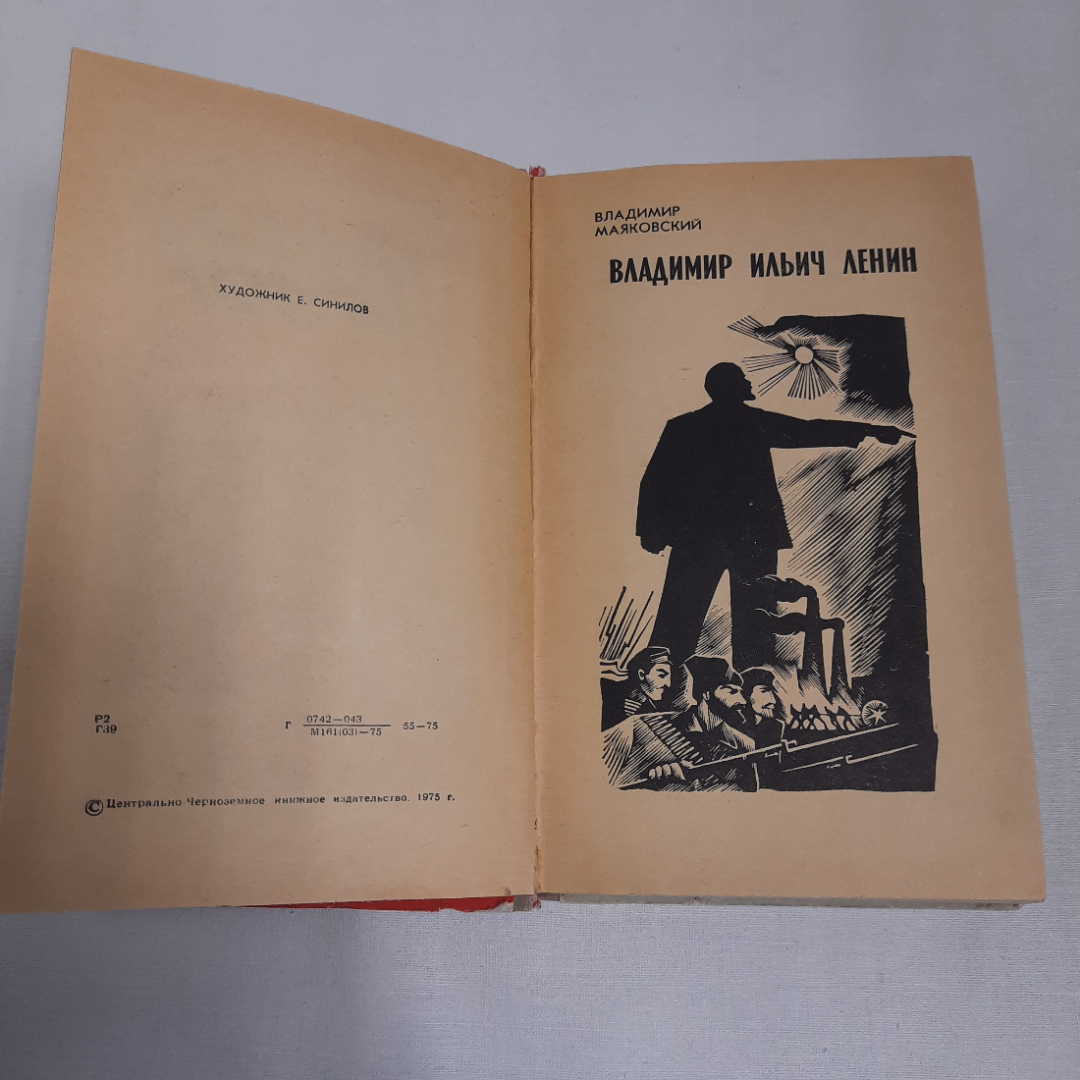 ХУДОЖНИК Е. СИНИЛОВ
Р2
Г39
Г 0742—043 55—75
М161(03)—75
© Центрально Черноземное книжное издательство. 1975 г.
ВЛАДИМИР
МАЯКОВСКИЙ
ВЛАДИМИР ИЛЬИЧ ЛЕНИН